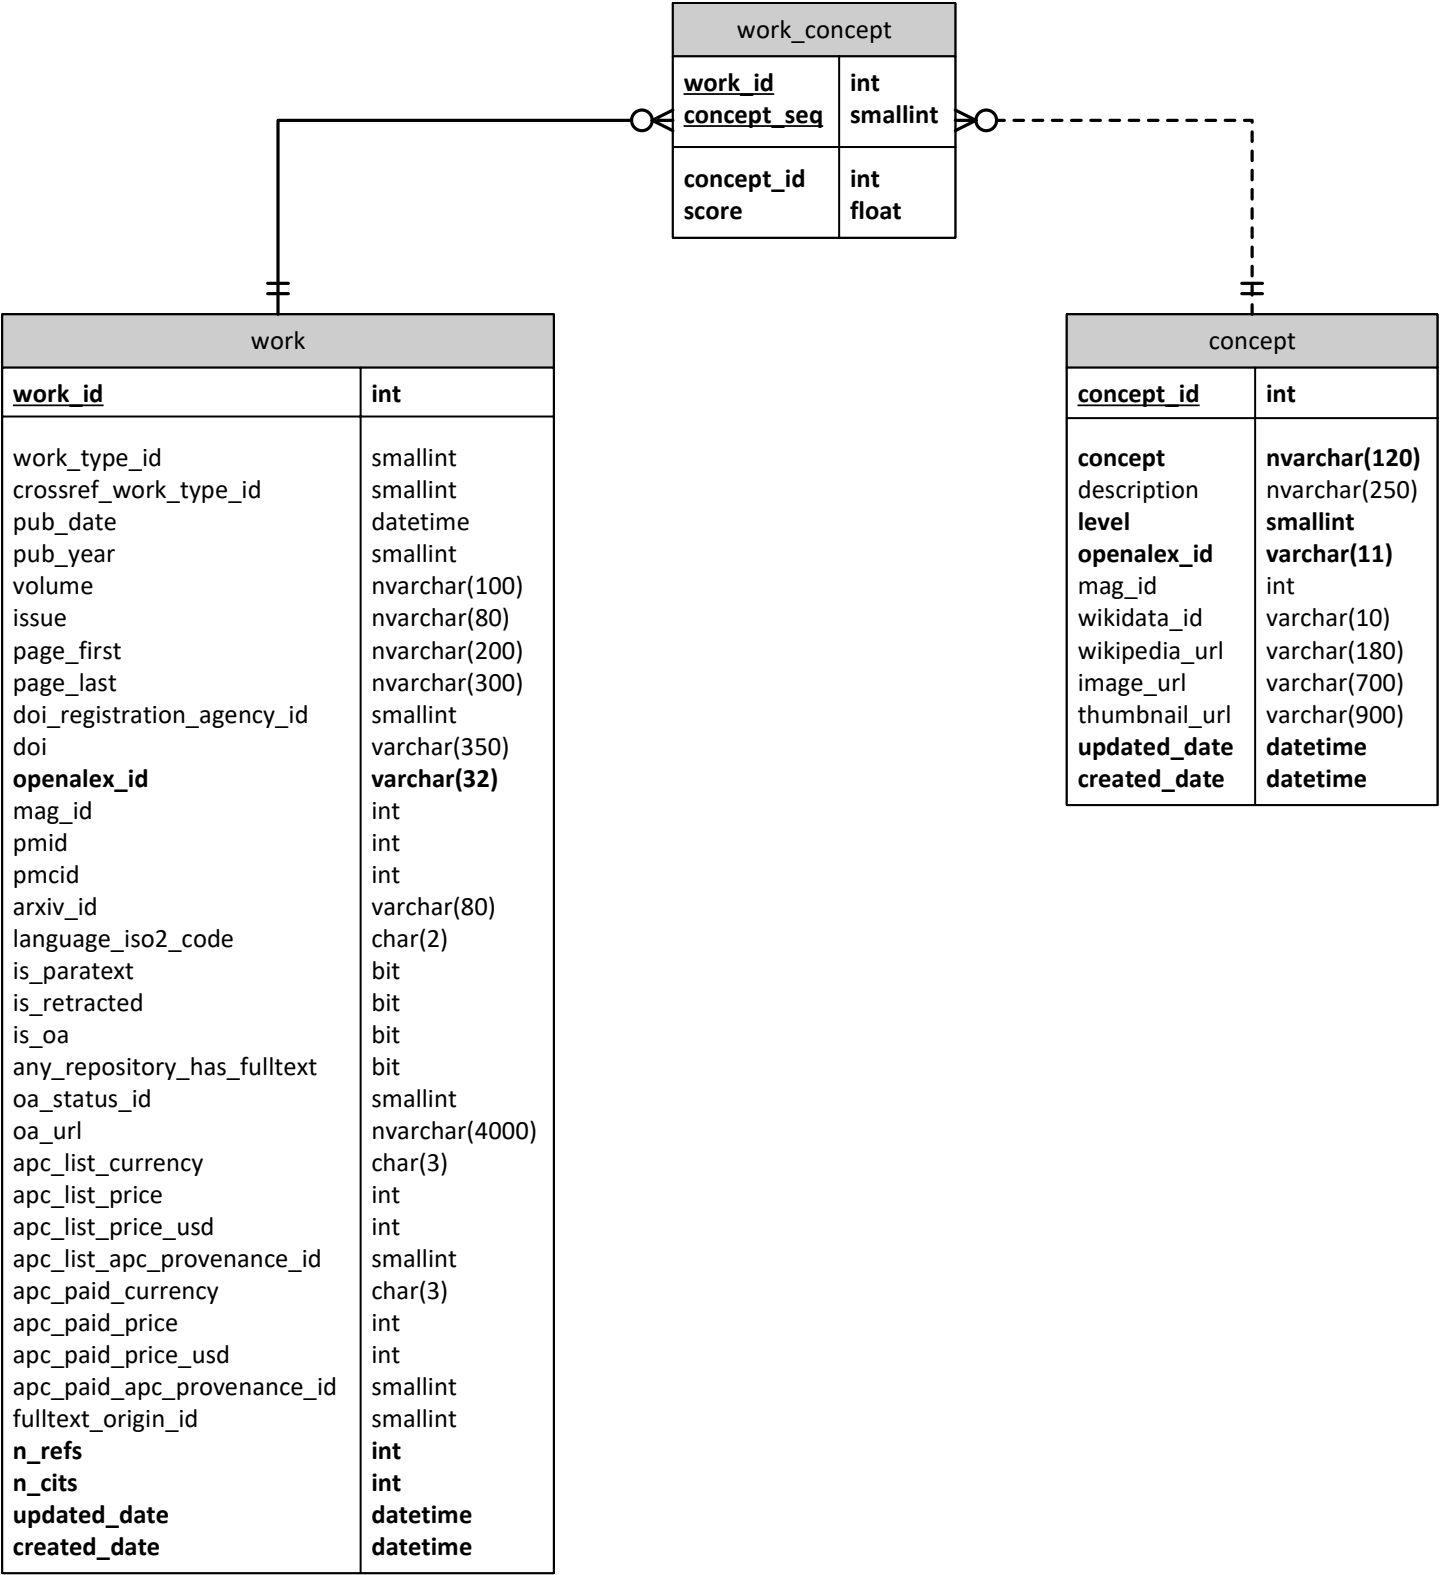 work_concept
work_id int
concept_seq smallint
concept_id int
score float
work
work_id int
work_type_id smallint
crossref_work_type_id smallint
pub_date datetime
pub_year smallint
volume nvarchar(100)
issue nvarchar(80)
page_first nvarchar(200)
page_last nvarchar(300)
doi_registration_agency_id smallint
doi varchar(350)
openalex_id varchar(32)
mag_id int
pmid int
pmcid int
arxiv_id varchar(80)
language_iso2_code char(2)
is_paratext bit
is_retracted bit
is_oa bit
any_repository_has_fulltext bit
oa_status_id smallint
oa_url nvarchar(4000)
apc_list_currency char(3)
apc_list_price int
apc_list_price_usd int
apc_list_apc_provenance_id smallint
apc_paid_currency char(3)
apc_paid_price int
apc_paid_price_usd int
apc_paid_apc_provenance_id smallint
fulltext_origin_id smallint
n_refs int
n_cits int
updated_date datetime
created_date datetime
concept
concept_id int
concept nvarchar(120)
description nvarchar(250)
level smallint
openalex_id varchar(11)
mag_id int
wikidata_id varchar(10)
wikipedia_url varchar(180)
image_url varchar(700)
thumbnail_url varchar(900)
updated_date datetime
created_date datetime